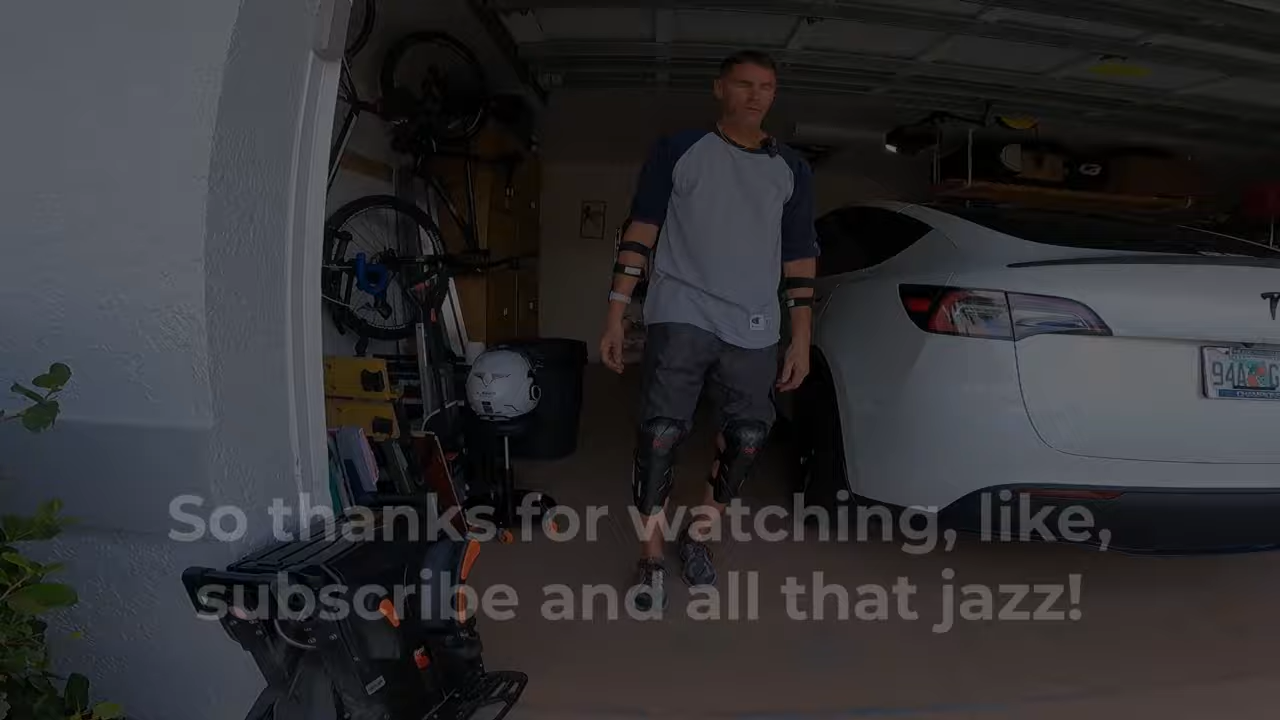 So thanks for watching, like,
subscribe and all that jazz!